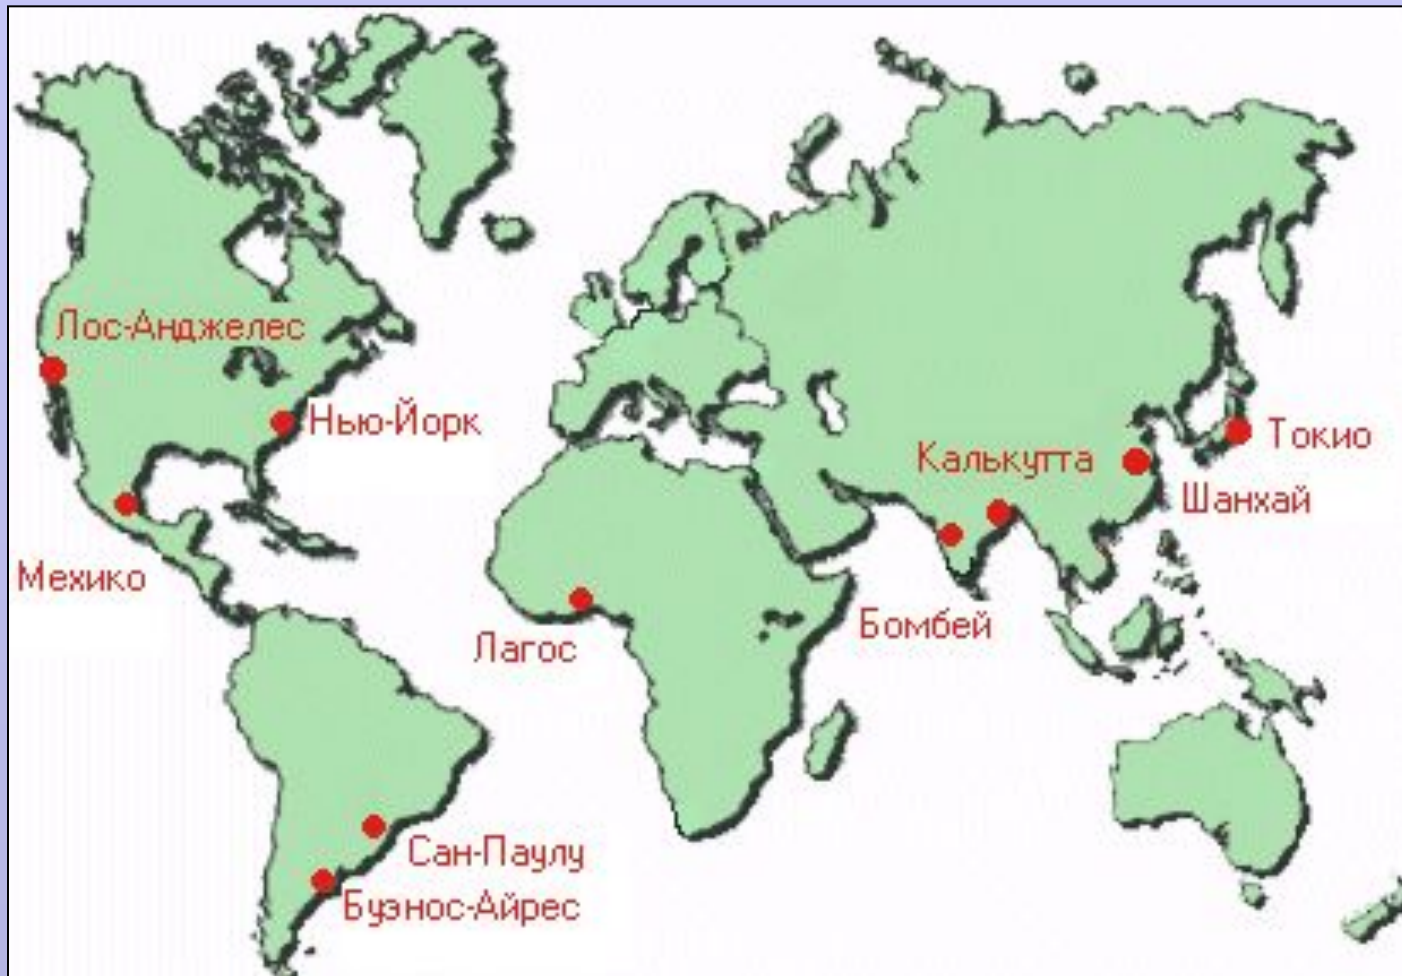 Лос-Анджелес
Нью-Йорк
Токио
Калькутта
Шанхай
Мехико
Бомбей
Лагос
Сан-Паулу
Буэнос-Айрес